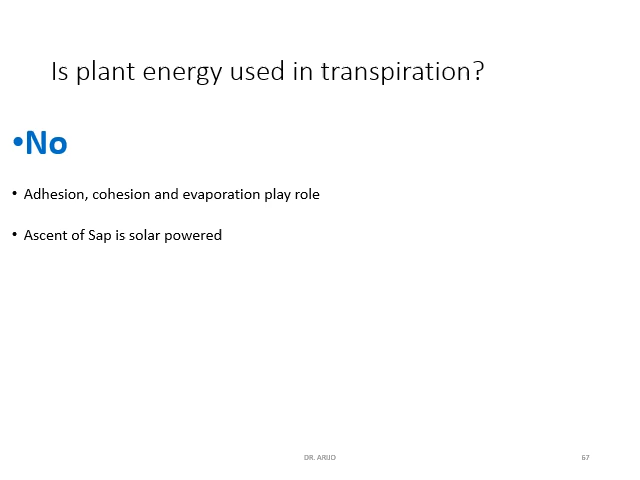 Is plant energy used in transpiration?
•No
• Adhesion, cohesion and evaporation play role
• Ascent of Sap is solar powered
DR. ARIJO
67